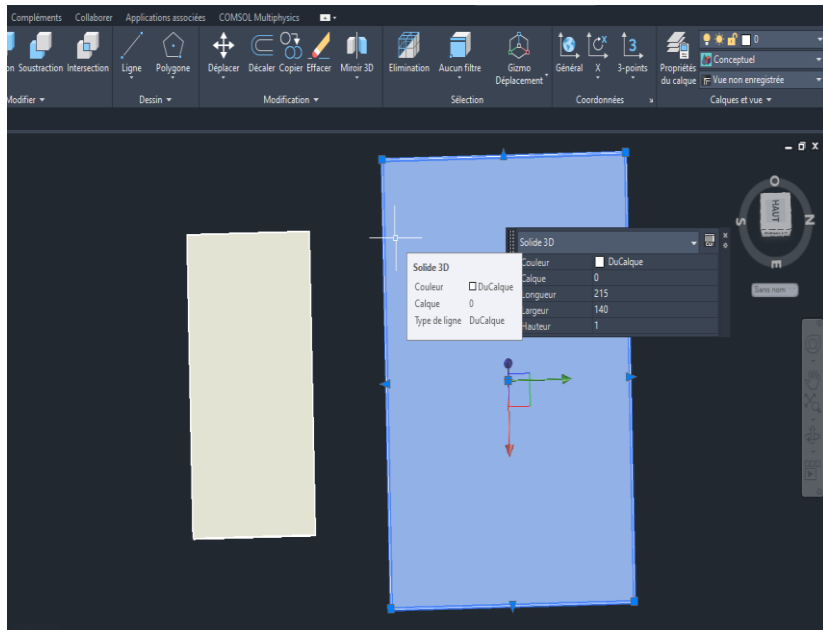 Compléments Collaborer Applications associées COMSOL Multiphysics
on Soustraction Intersection Ligne Polygone Déplacer Décaler Copier Effacer Miroir 3D Elimination Aucun filtre Gizmo Déplacement Général X 3-points Propriétés du calque
0
Conceptuel
Vue non enregistrée
Modifier Dessin Modification Sélection Coordonnées Calques et vue
O
HAUT
S N
E
Sans nom
Solide 3D
Couleur DuCalque
Calque 0
Longueur 215
Largeur 140
Hauteur 1
Solide 3D
Couleur DuCalque
Calque 0
Type de ligne DuCalque